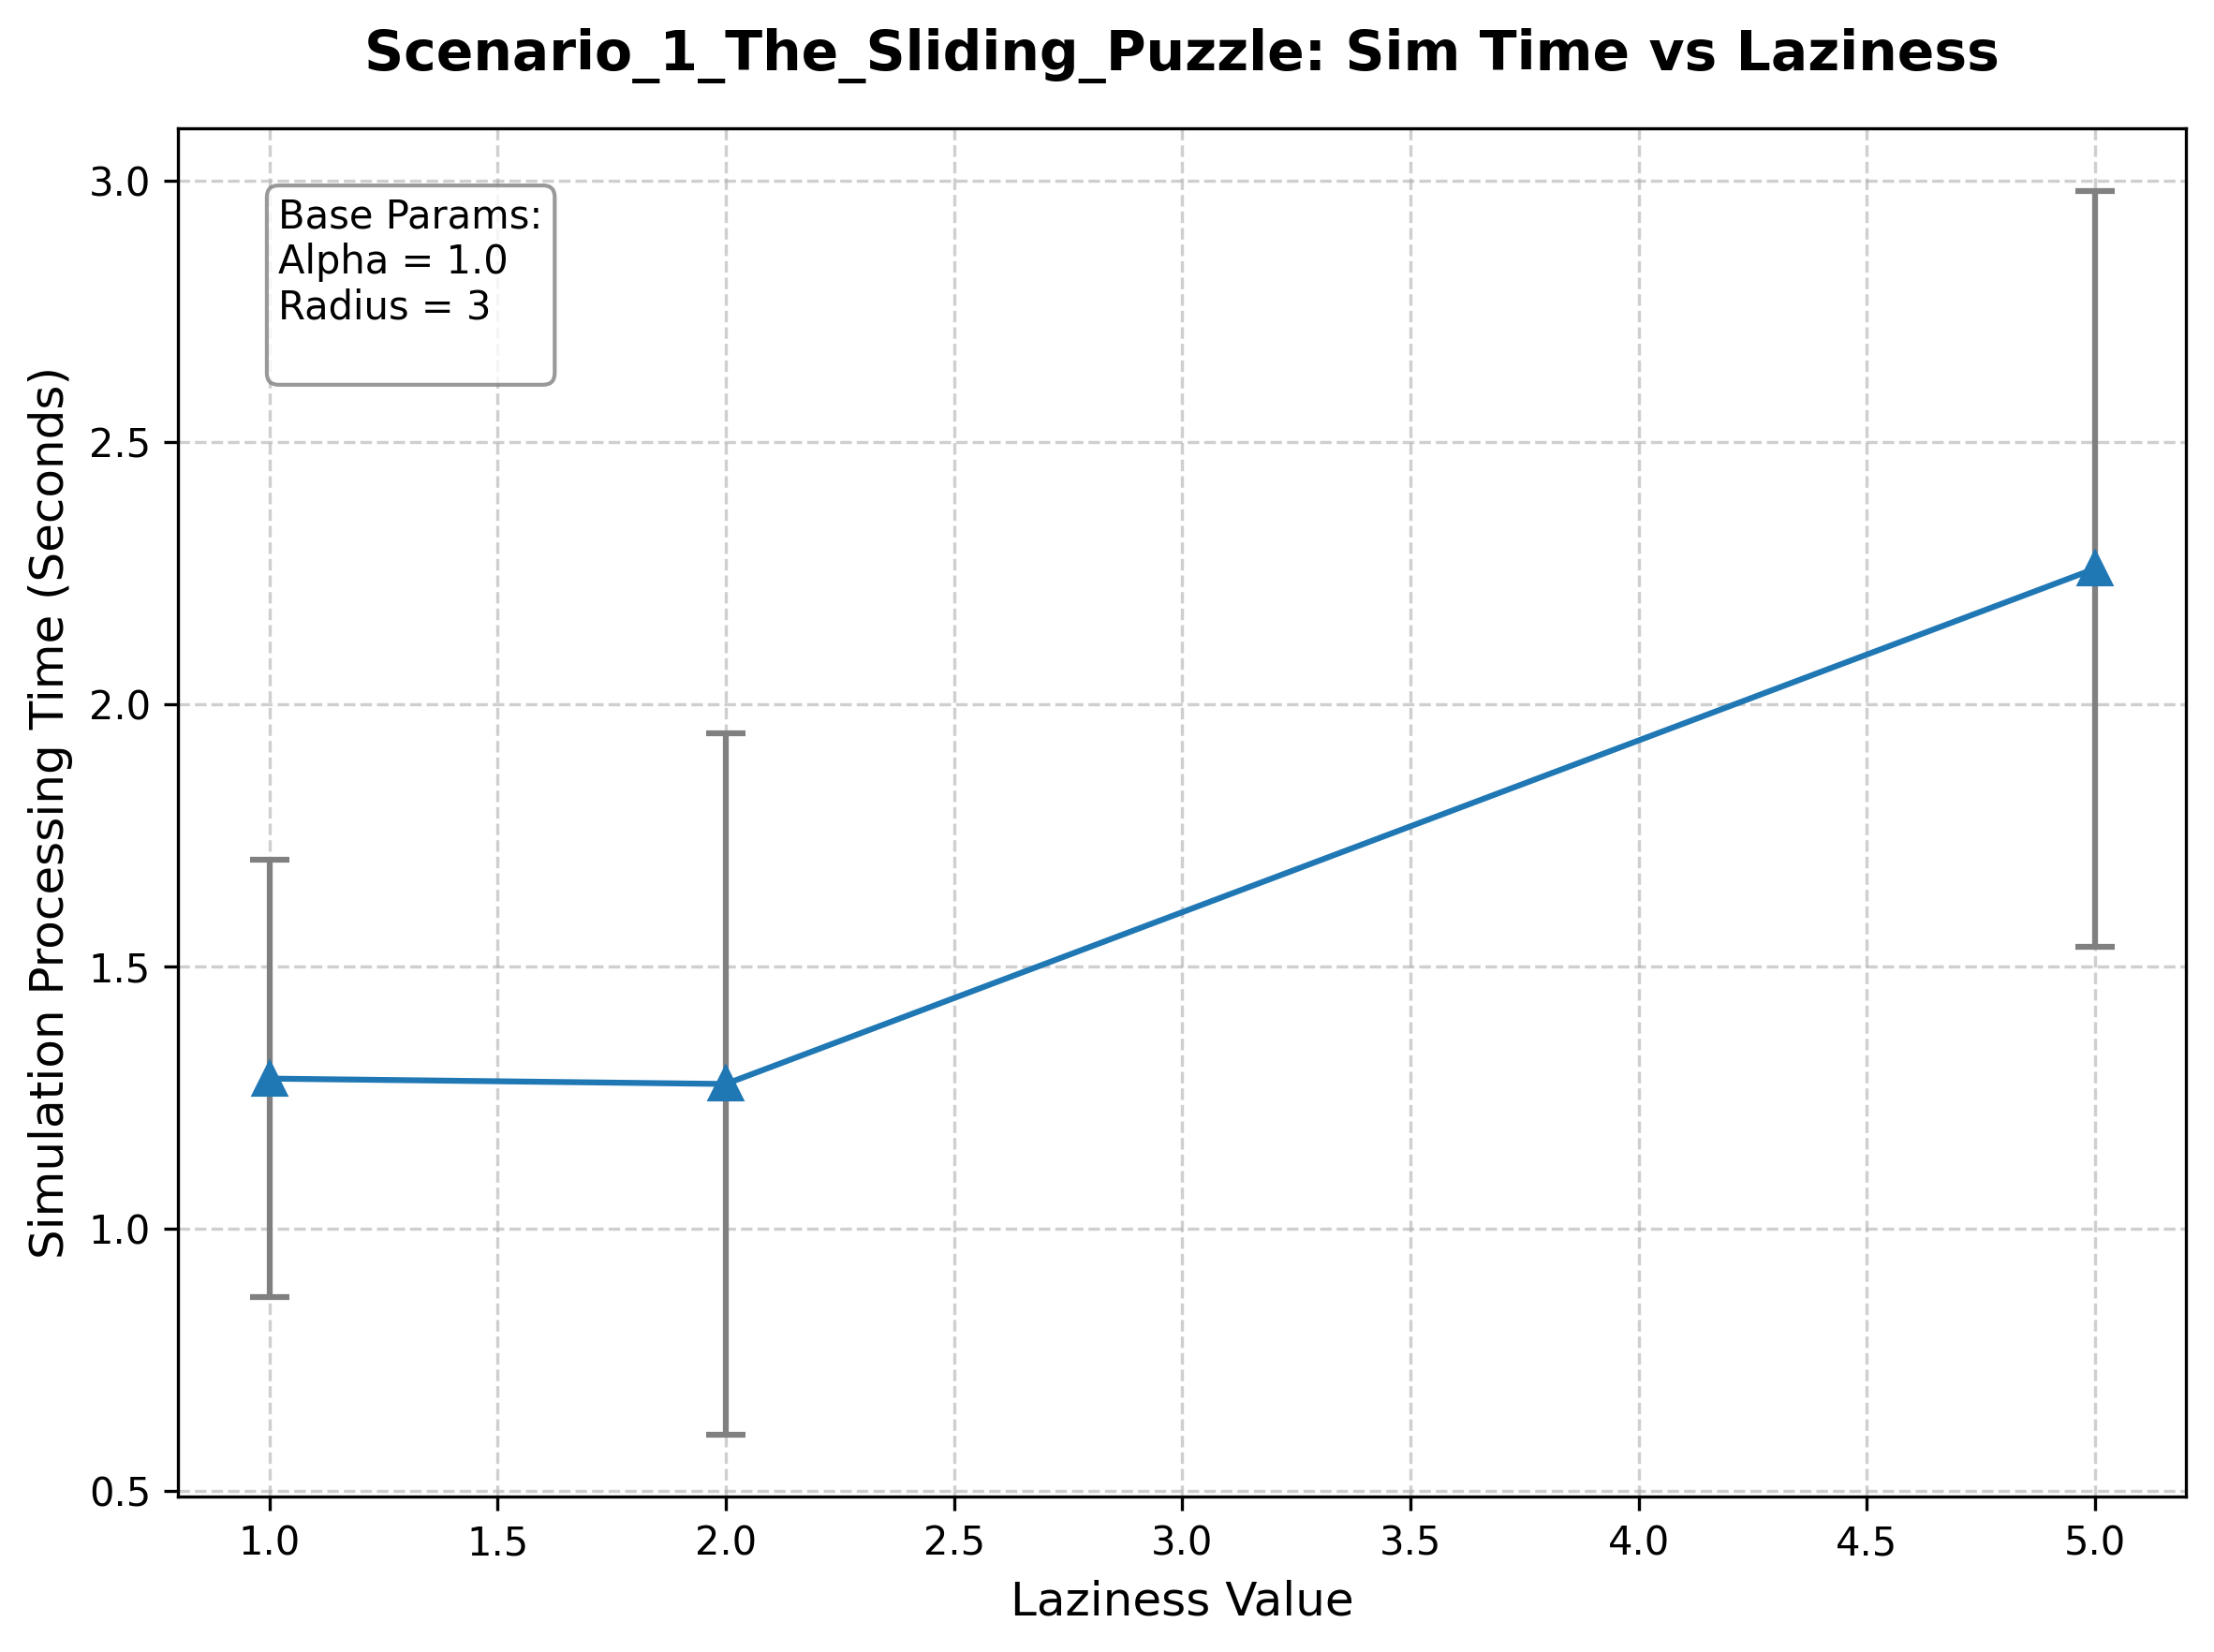 Scenario_1_The_Sliding_Puzzle: Sim Time vs Laziness
Base Params:
Alpha = 1.0
Radius = 3
Simulation Processing Time (Seconds)
3.0
2.5
2.0
1.5
1.0
0.5
1.0 1.5 2.0 2.5 3.0 3.5 4.0 4.5 5.0
Laziness Value